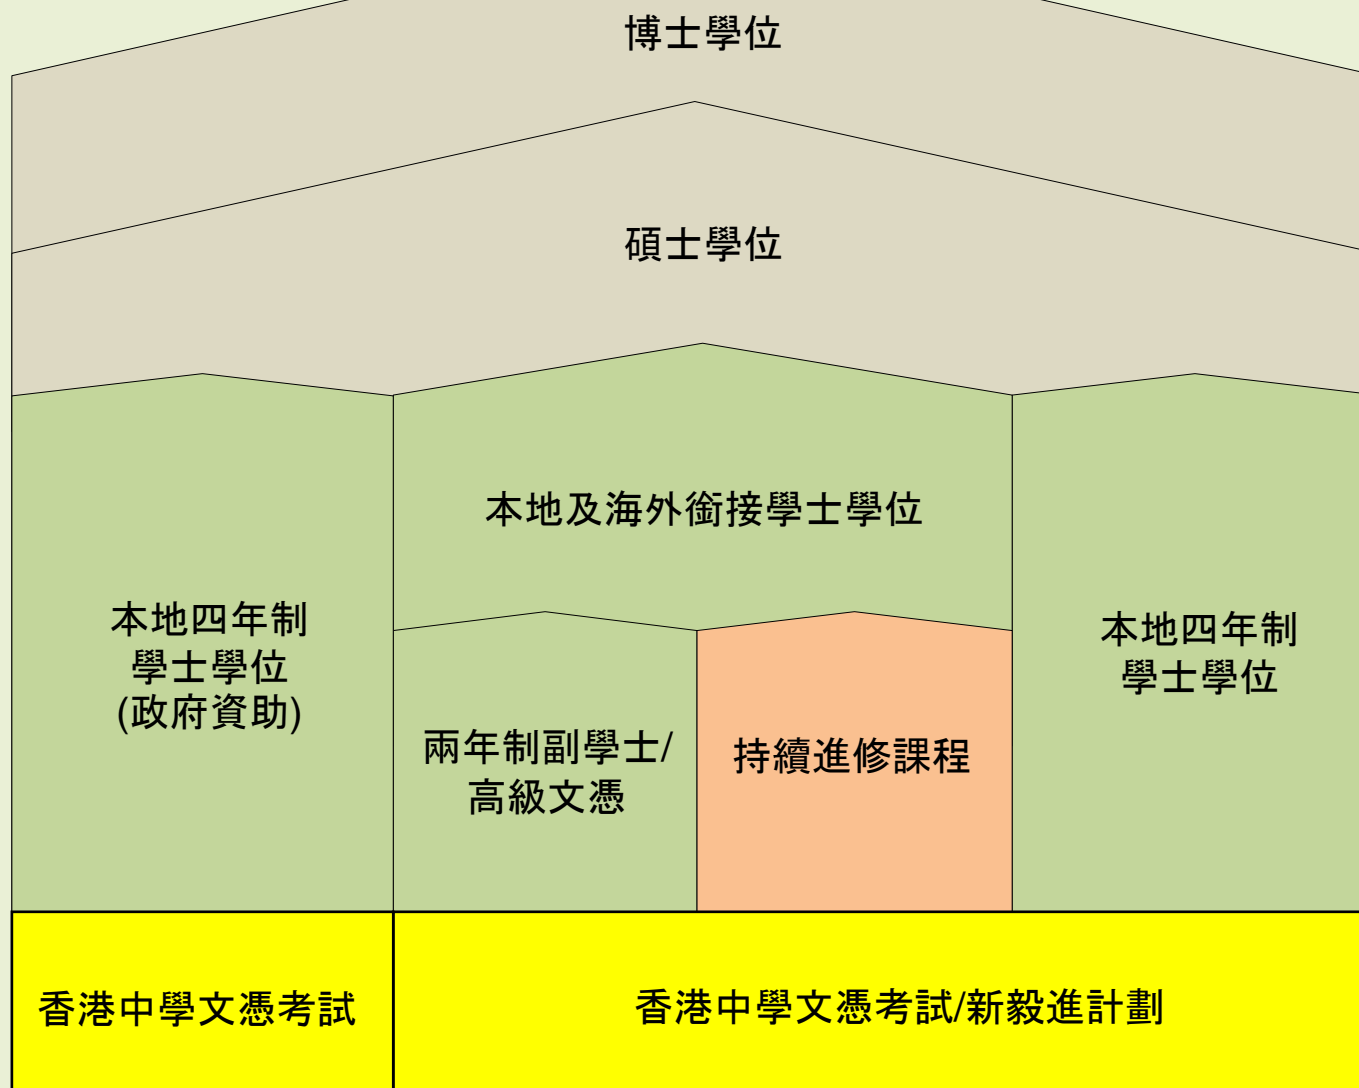 博士學位
碩士學位
本地及海外銜接學士學位
本地四年制
學士學位
(政府資助)
兩年制副學士/
高級文憑
持續進修課程
本地四年制
學士學位
香港中學文憑考試
香港中學文憑考試/新毅進計劃